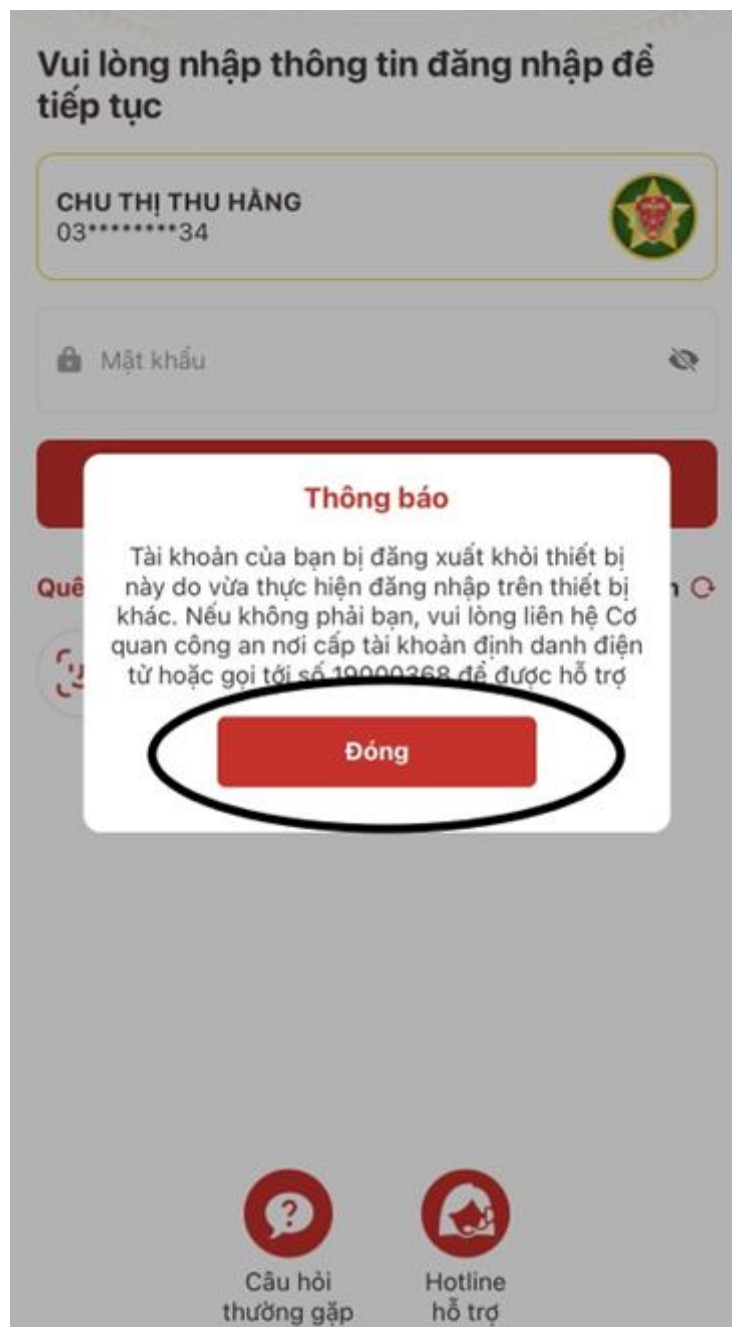 Vui lòng nhập thông tin đăng nhập để
tiếp tục
CHU THỊ THU HẰNG
03********34
Mật khẩu
Thông báo
Tài khoản của bạn bị đăng xuất khỏi thiết bị
này do vừa thực hiện đăng nhập trên thiết bị
khác. Nếu không phải bạn, vui lòng liên hệ Cơ
quan công an nơi cấp tài khoản định danh điện
tử hoặc gọi tới số 19000368 để được hỗ trợ
Quê
Đóng
Câu hỏi
thường gặp
Hotline
hỗ trợ